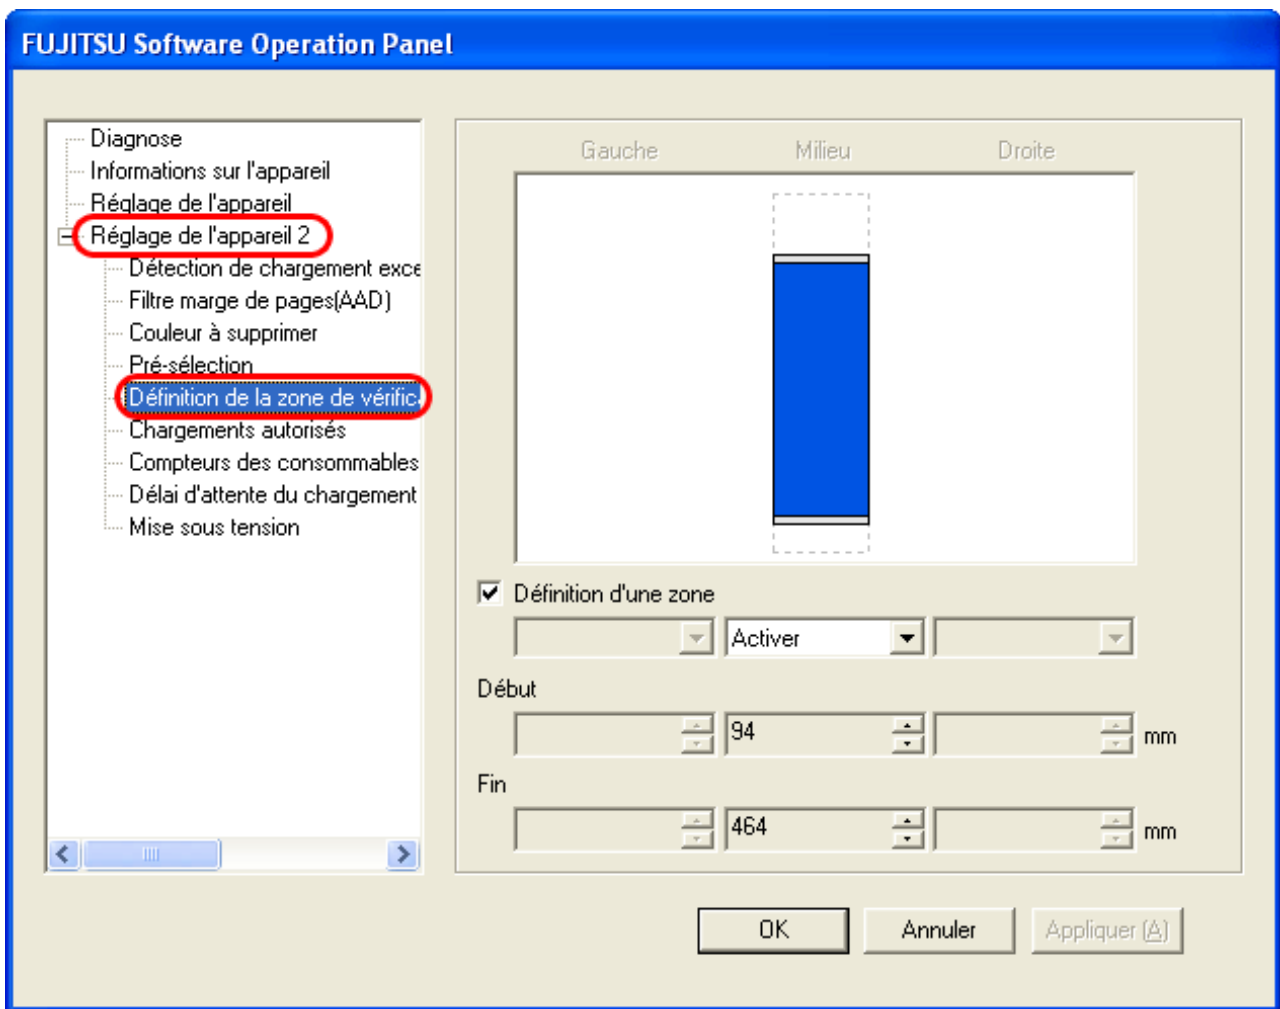 FUJITSU Software Operation Panel
Diagnose
Informations sur l'appareil
Réglage de l'appareil
Réglage de l'appareil 2
Détection de chargement exce
Filtre marge de pages(AAD)
Couleur à supprimer
Pré-sélection
Définition de la zone de vérifica
Chargements autorisés
Compteurs des consommables
Délai d'attente du chargement
Mise sous tension
Gauche Milieu Droite
Définition d'une zone
Activer
Début
94 mm
Fin
464 mm
OK Annuler Appliquer (A)